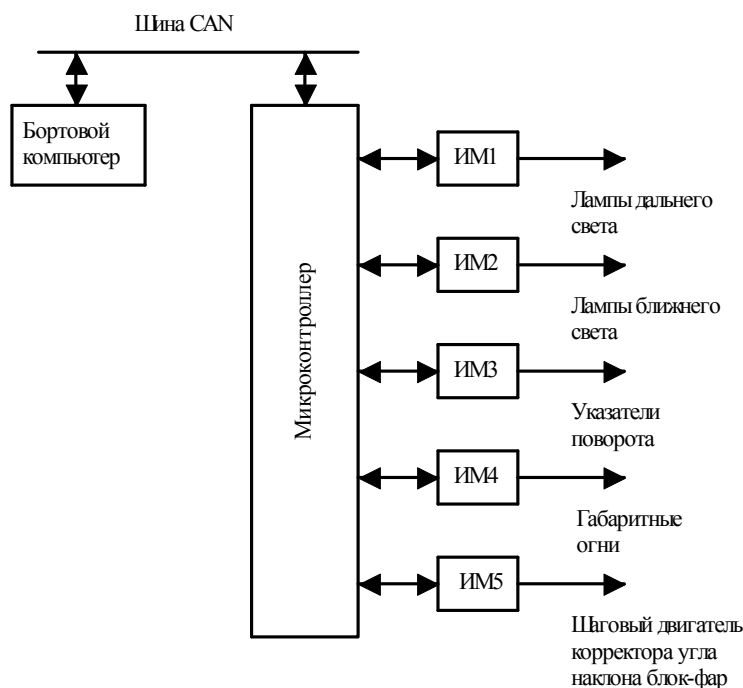 Шина CAN
Бортовой
компьютер
Микроконтроллер
ИМ1
Лампы дальнего
света
ИМ2
Лампы ближнего
света
ИМ3
Указатели
поворота
ИМ4
Габаритные
огни
ИМ5
Шаговый двигатель
корректора угла
наклона блок-фар